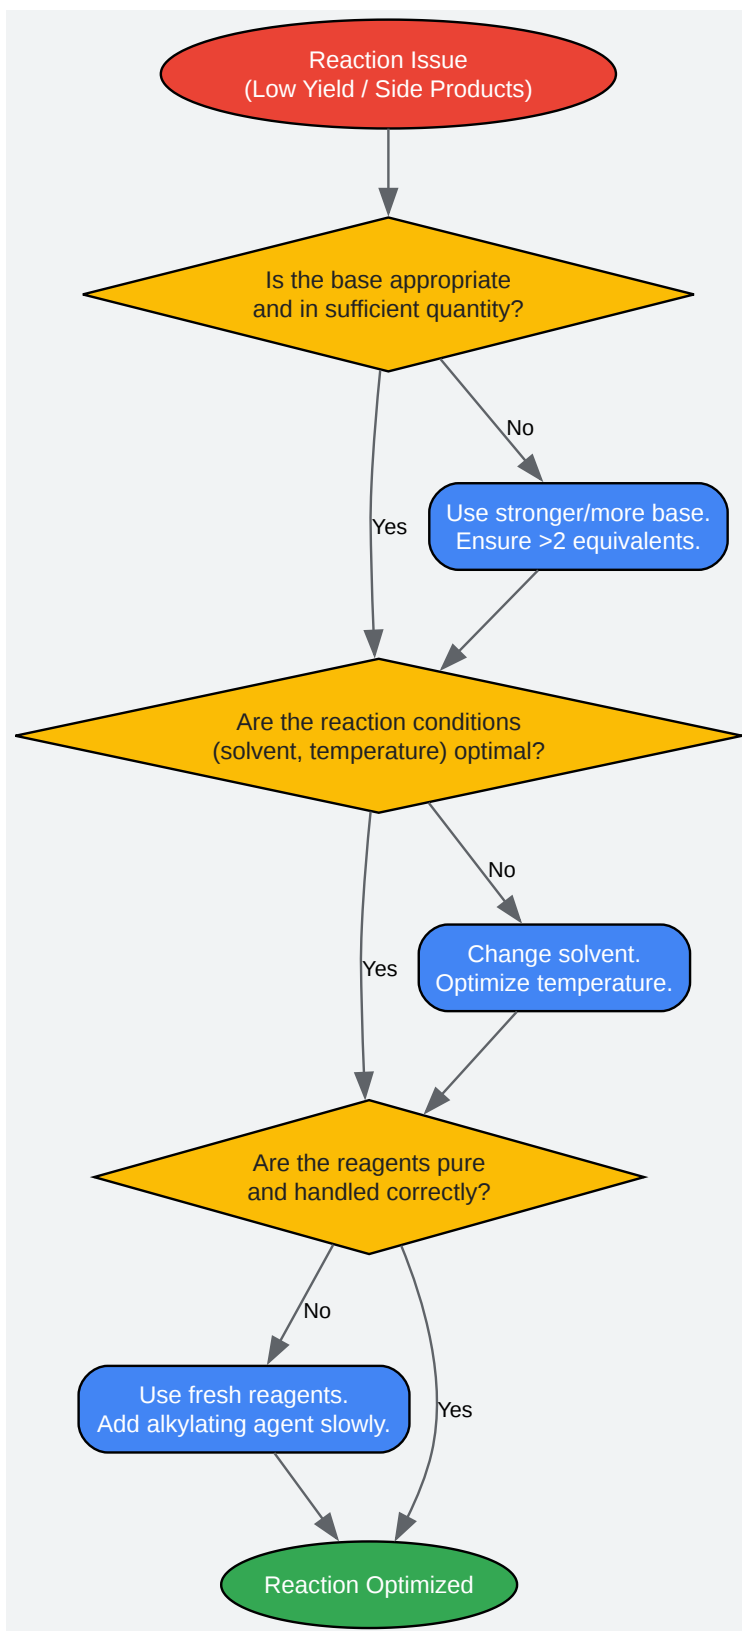 Reaction Issue
(Low Yield / Side Products)
Is the base appropriate
and in sufficient quantity?
No
Use stronger/more base.
Ensure >2 equivalents.
Yes
Are the reaction conditions
(solvent, temperature) optimal?
No
Change solvent.
Optimize temperature.
Yes
Are the reagents pure
and handled correctly?
No
Use fresh reagents.
Add alkylating agent slowly.
Yes
Reaction Optimized